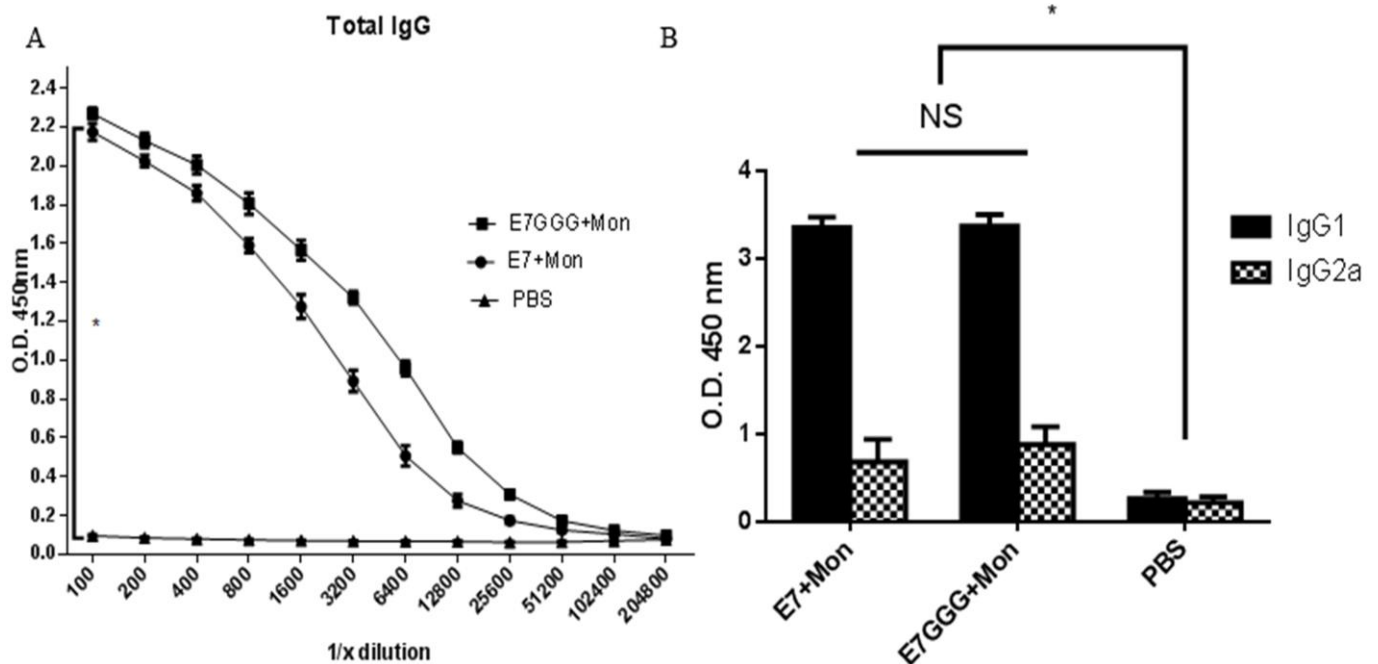 A
Total IgG
O.D. 450nm
2.4
2.2
2.0
1.8
1.6
1.4
1.2
1.0
0.8
0.6
0.4
0.2
0.0
*
E7GGG+Mon
E7+Mon
PBS
100
200
400
800
1600
3200
6400
12800
25600
51200
102400
204800
1/x dilution
B
*
NS
O.D. 450 nm
4
3
2
1
0
IgG1
IgG2a
E7+Mon
E7GGG+Mon
PBS